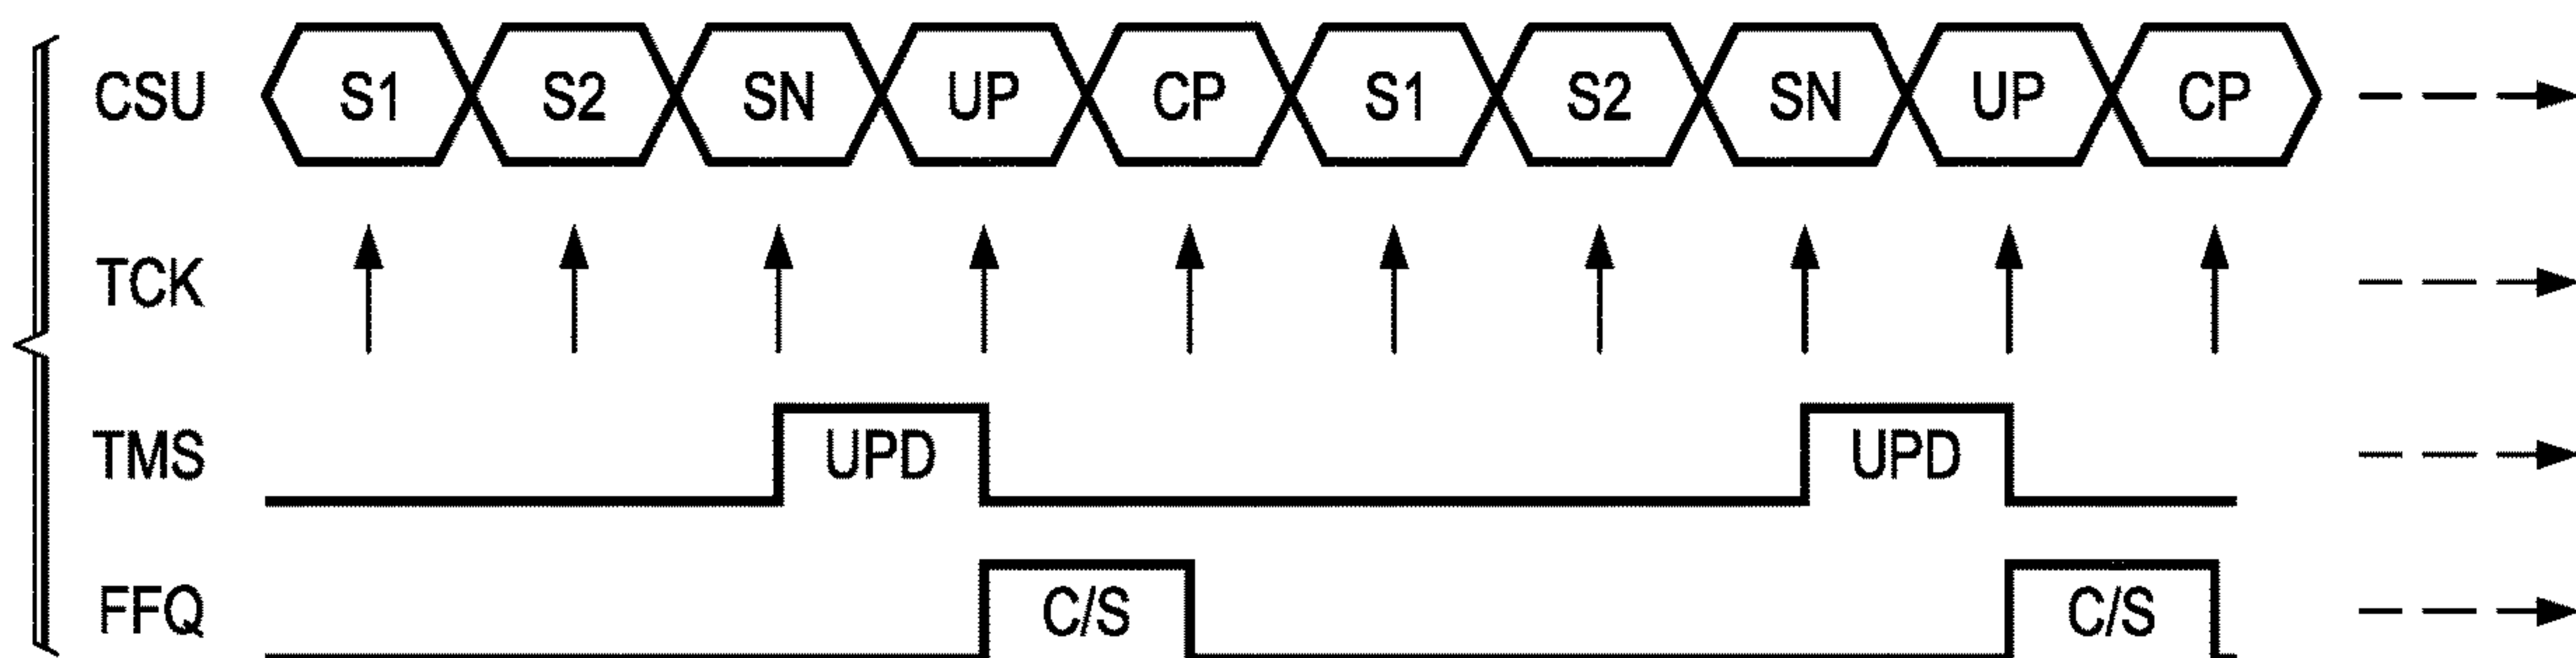 CSU S1 S2 SN UP CP S1 S2 SN UP CP
TCK
TMS UPD UPD
FFQ C/S C/S